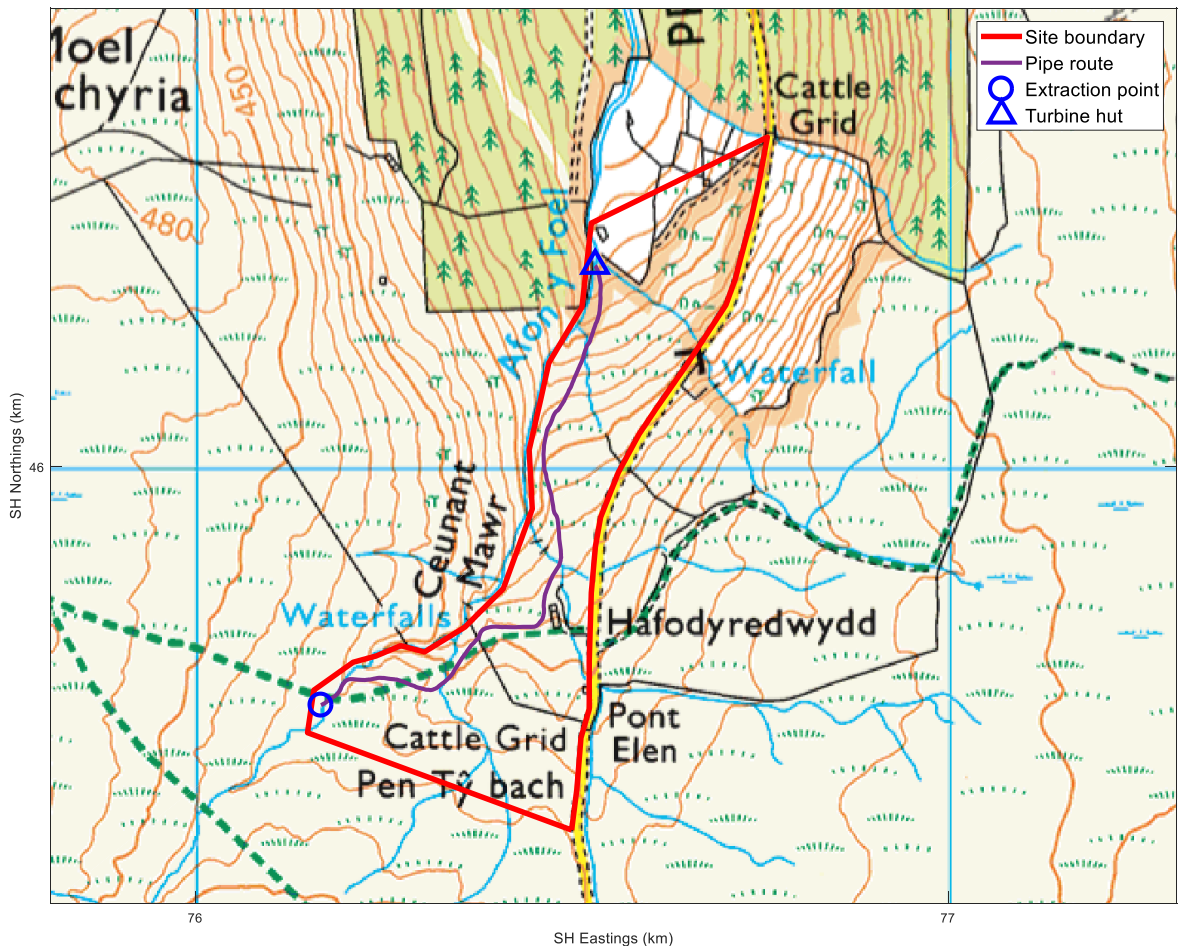 Moel
chyria
450
Pl
Cattle
Grid
Site boundary
Pipe route
Extraction point
Turbine hut
480
Afon y Foel
Waterfall
46
SH Northings (km)
Ceunant
Mawr
Waterfalls
Hafodyredwydd
Cattle Grid
Pont
Elen
Pen Tŷ bach
76
77
SH Eastings (km)